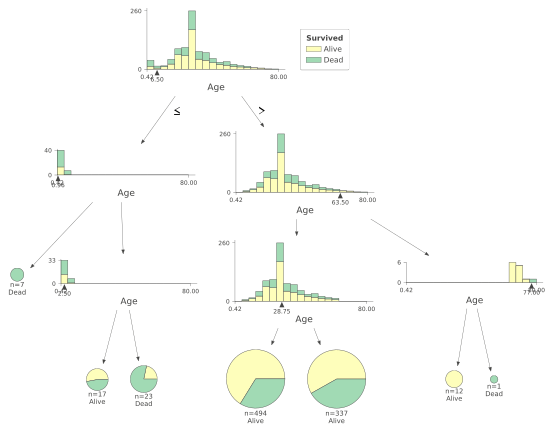 260
0
0.42
6.50
80.00
Age
Survived
Alive
Dead
≤
>
40
0
0.96
80.00
Age
260
0
0.42
63.50
80.00
Age
n=7
Dead
33
0
2.50
80.00
Age
260
0
0.42
28.75
80.00
Age
6
0
0.42
77.00
80.00
Age
n=17
Alive
n=23
Dead
n=494
Alive
n=337
Alive
n=12
Alive
n=1
Dead